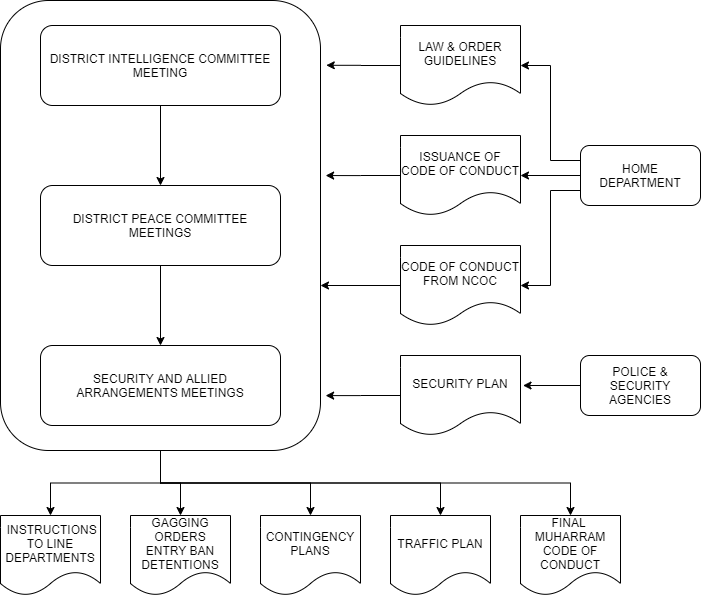 DISTRICT INTELLIGENCE COMMITTEE
MEETING
LAW & ORDER
GUIDELINES
ISSUANCE OF
CODE OF CONDUCT
HOME
DEPARTMENT
DISTRICT PEACE COMMITTEE
MEETINGS
CODE OF CONDUCT
FROM NCOC
SECURITY AND ALLIED
ARRANGEMENTS MEETINGS
SECURITY PLAN
POLICE &
SECURITY
AGENCIES
INSTRUCTIONS
TO LINE
DEPARTMENTS
GAGGING
ORDERS
ENTRY BAN
DETENTIONS
CONTINGENCY
PLANS
TRAFFIC PLAN
FINAL
MUHARRAM
CODE OF
CONDUCT